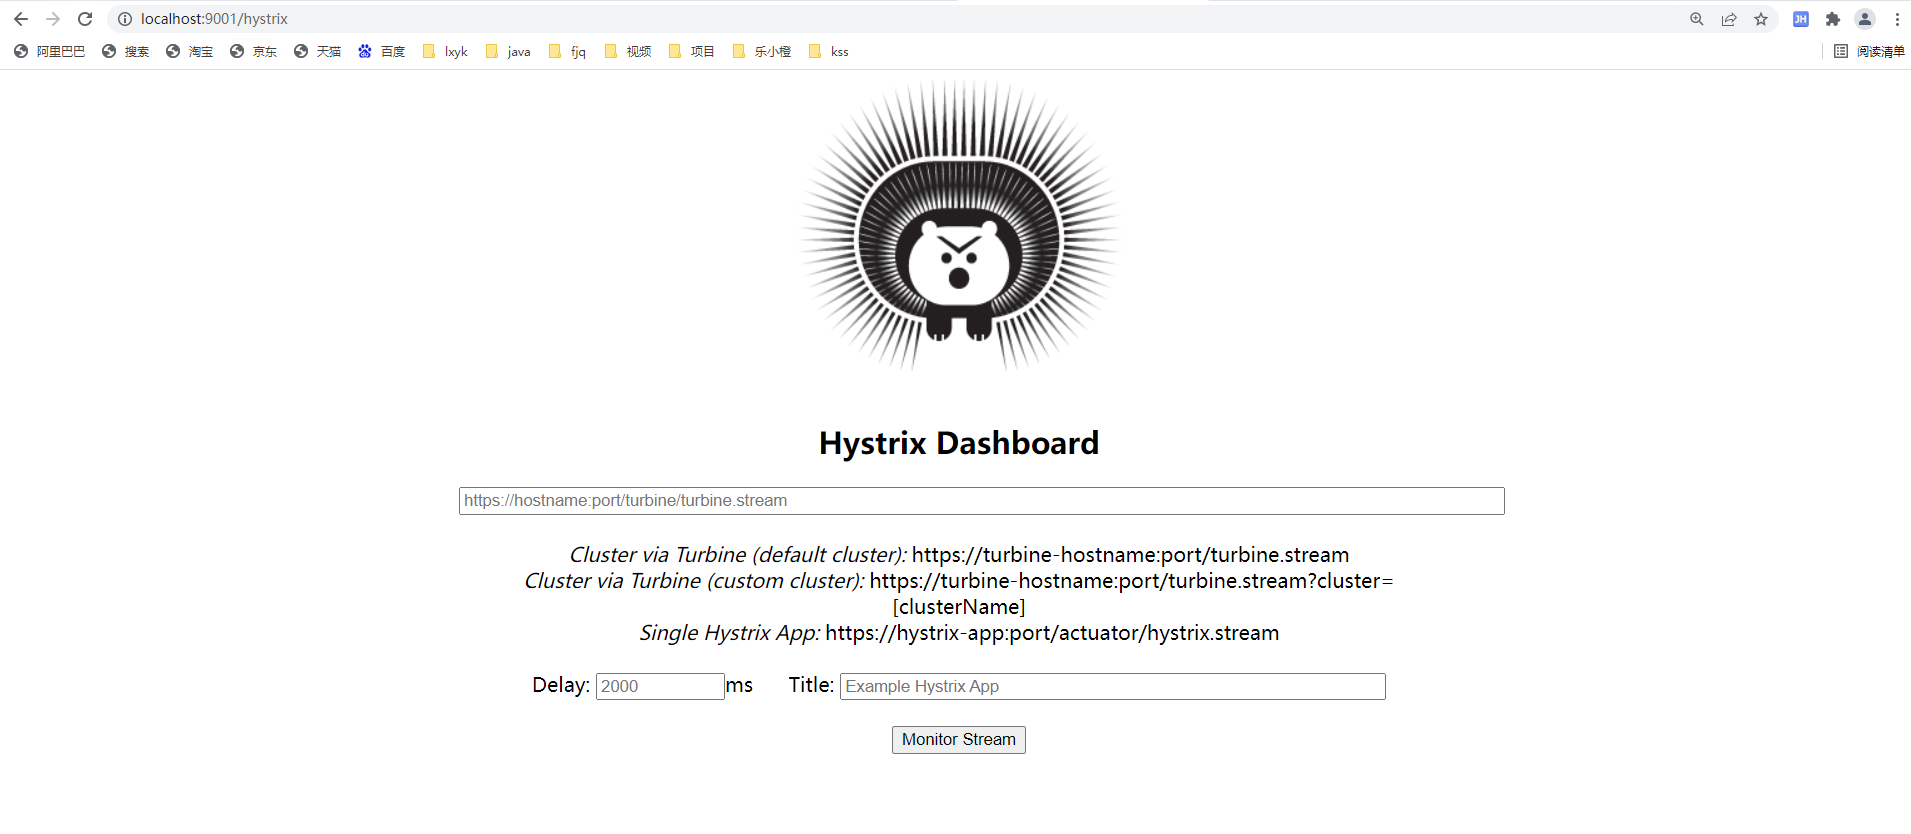 localhost:9001/hystrix
JH
阿里巴巴 搜索 淘宝 京东 天猫 百度 lxyk java fjq 视频 项目 乐小橙 kss 阅读清单
Hystrix Dashboard
https://hostname:port/turbine/turbine.stream
Cluster via Turbine (default cluster): https://turbine-hostname:port/turbine.stream
Cluster via Turbine (custom cluster): https://turbine-hostname:port/turbine.stream?cluster=
[clusterName]
Single Hystrix App: https://hystrix-app:port/actuator/hystrix.stream
Delay: 2000 ms Title: Example Hystrix App
Monitor Stream